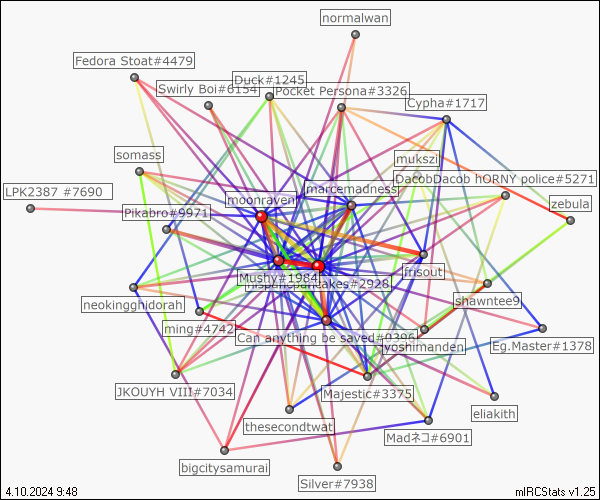 normalwan
Fedora Stoat#4479
Duck#1245
Swirly Boi#6154
Pocket Persona#3326
Cypha#1717
somass
mukszi
DacobDacob hORNY police#5271
LPK2387 #7690
marcemadness
moonraven
zebula
Pikabro#9971
frisout
Mushy#1984
shawntee9
neokingghidorah
ming#4742
Can anything be saved#0396
yoshimanden
Eg.Master#1378
JKOUYH VIII#7034
Majestic#3375
eliakith
thesecondtwat
Madネコ#6901
bigcitysamurai
Silver#7938
4.10.2024 9:48
mIRCStats v1.25